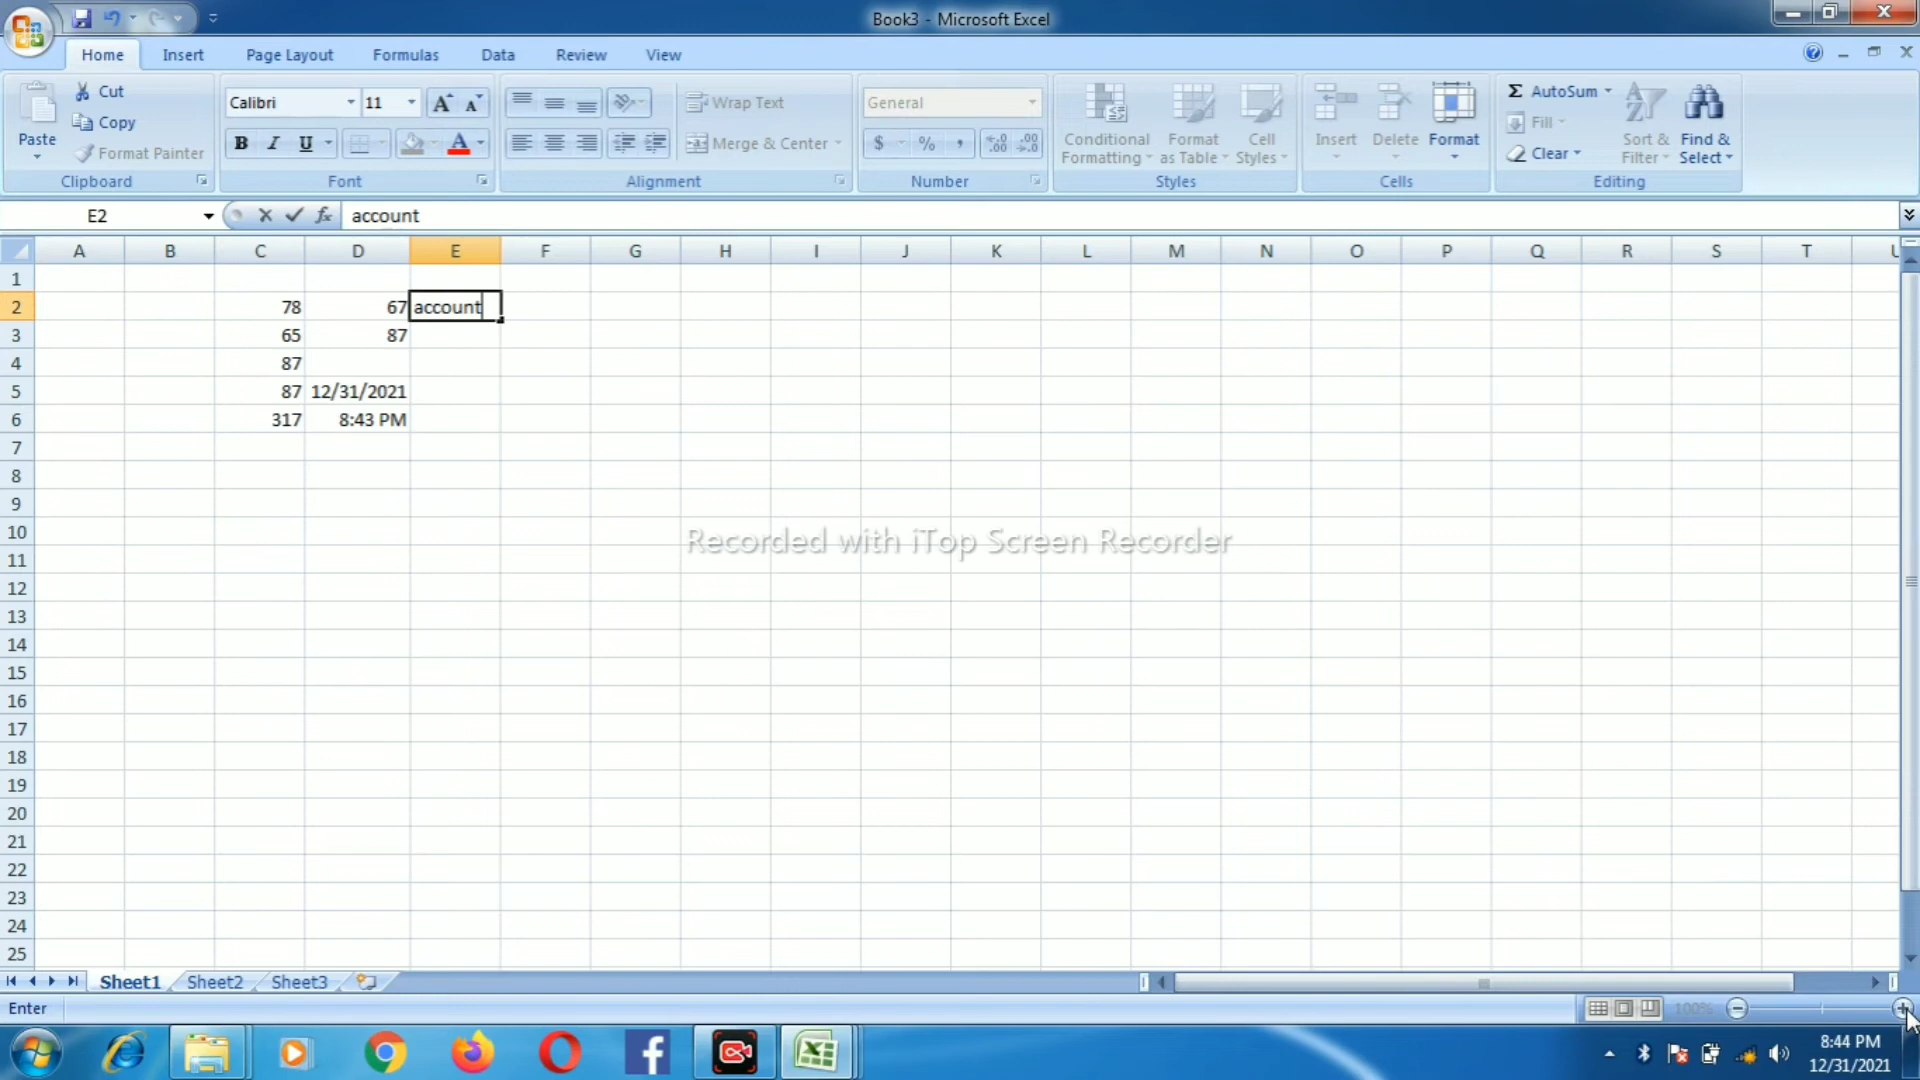 Book3 - Microsoft Excel
Home Insert Page Layout Formulas Data Review View
Paste
Cut
Copy
Format Painter
Clipboard
Calibri 11
B I U
Font
Wrap Text
Merge & Center
Alignment
General
$ % ,
Number
Conditional Formatting
Format as Table
Cell Styles
Styles
Insert Delete Format
Cells
Σ AutoSum
Fill
Clear
Sort & Filter
Find & Select
Editing
E2 fx account
A B C D E F G H I J K L M N O P Q R S T U
1
2 78 67 account
3 65 87
4 87
5 87 12/31/2021
6 317 8:43 PM
7
8
9
10
Recorded with iTop Screen Recorder
11
12
13
14
15
16
17
18
19
20
21
22
23
24
25
Sheet1 Sheet2 Sheet3
Enter 100%
8:44 PM
12/31/2021